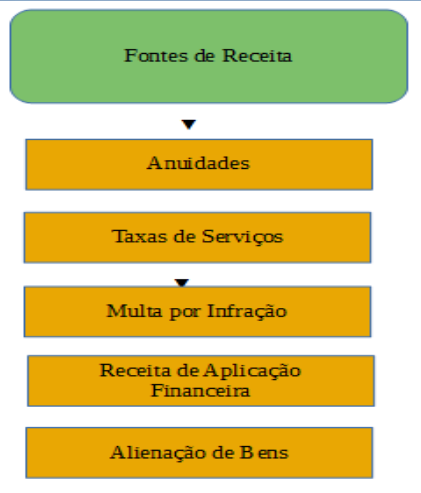 Fontes de Receita
Anuidades
Taxas de Serviços
Multa por Infração
Receita de Aplicação
Financeira
Alienação de Bens